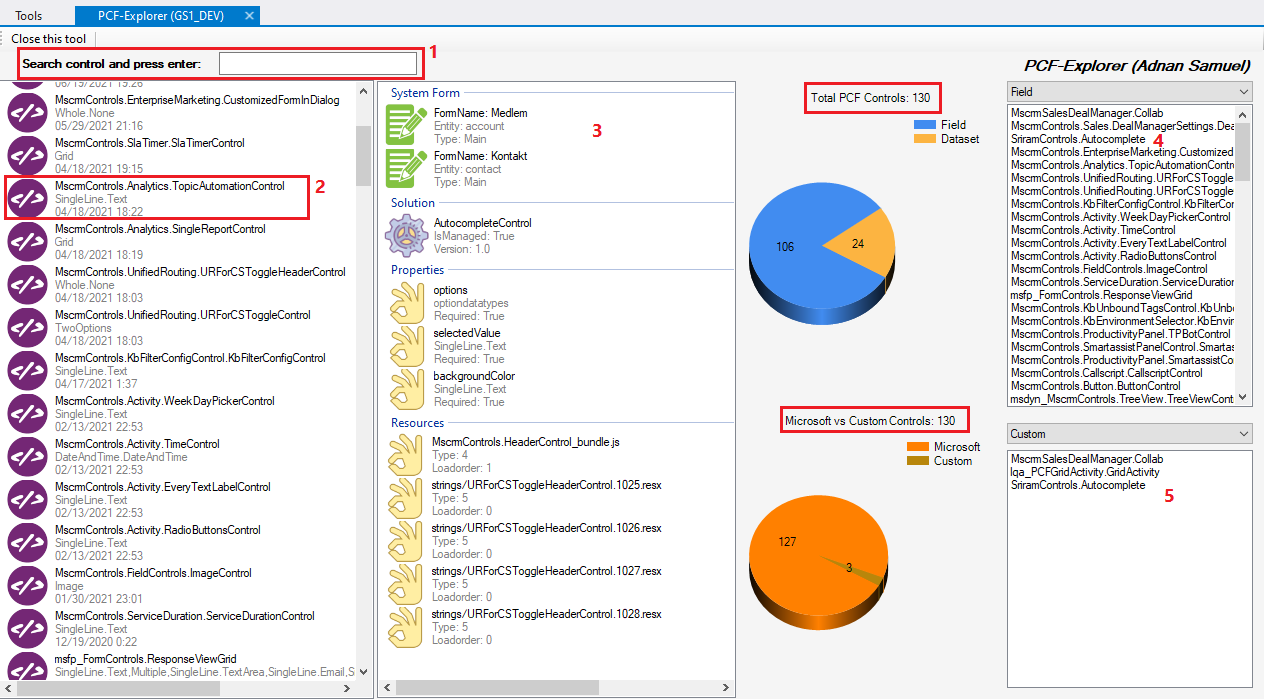 Tools
PCF-Explorer (GS1_DEV)
Close this tool
Search control and press enter:
1
PCF-Explorer (Adnan Samuel)
06/19/2021 19:26
MscrmControls.EnterpriseMarketing.CustomizedFormInDialog
Whole.None
05/29/2021 21:16
MscrmControls.SlaTimer.SlaTimerControl
Grid
04/18/2021 19:15
MscrmControls.Analytics.TopicAutomationControl
SingleLine.Text
04/18/2021 18:22
2
MscrmControls.Analytics.SingleReportControl
Grid
04/18/2021 18:19
MscrmControls.UnifiedRouting.URForCSToggleHeaderControl
Whole.None
04/18/2021 18:03
MscrmControls.UnifiedRouting.URForCSToggleControl
TwoOptions
04/18/2021 18:03
MscrmControls.KbFilterConfigControl.KbFilterConfigControl
SingleLine.Text
04/17/2021 1:37
MscrmControls.Activity.WeekDayPickerControl
SingleLine.Text
02/13/2021 22:53
MscrmControls.Activity.TimeControl
DateAndTime.DateAndTime
02/13/2021 22:53
MscrmControls.Activity.EveryTextLabelControl
SingleLine.Text
02/13/2021 22:53
MscrmControls.Activity.RadioButtonsControl
SingleLine.Text
02/13/2021 22:53
MscrmControls.FieldControls.ImageControl
Image
01/30/2021 23:01
MscrmControls.ServiceDuration.ServiceDurationControl
SingleLine.Text
12/19/2020 0:22
msfp_FormControls.ResponseViewGrid
SingleLine.Text,Multiple,SingleLine.TextArea,SingleLine.Email,S
System Form
FormName: Medlem
Entity: account
Type: Main
3
FormName: Kontakt
Entity: contact
Type: Main
Solution
AutocompleteControl
IsManaged: True
Version: 1.0
Properties
options
optiondatatypes
Required: True
selectedValue
SingleLine.Text
Required: True
backgroundColor
SingleLine.Text
Required: True
Resources
MscrmControls.HeaderControl_bundle.js
Type: 4
Loadorder: 1
strings/URForCSToggleHeaderControl.1025.resx
Type: 5
Loadorder: 0
strings/URForCSToggleHeaderControl.1026.resx
Type: 5
Loadorder: 0
strings/URForCSToggleHeaderControl.1027.resx
Type: 5
Loadorder: 0
strings/URForCSToggleHeaderControl.1028.resx
Type: 5
Loadorder: 0
Total PCF Controls: 130
Field
Dataset
106
24
Microsoft vs Custom Controls: 130
Microsoft
Custom
127
3
Field
MscrmSalesDealManager.Collab
MscrmControls.Sales.DealManagerSettings.Dea
SriramControls.Autocomplete
4
MscrmControls.EnterpriseMarketing.Customized
MscrmControls.Analytics.TopicAutomationContr
MscrmControls.UnifiedRouting.URForCSToggle
MscrmControls.UnifiedRouting.URForCSToggle
MscrmControls.KbFilterConfigControl.KbFilterCor
MscrmControls.Activity.WeekDayPickerControl
MscrmControls.Activity.TimeControl
MscrmControls.Activity.EveryTextLabelControl
MscrmControls.Activity.RadioButtonsControl
MscrmControls.FieldControls.ImageControl
MscrmControls.ServiceDuration.ServiceDuration
msfp_FormControls.ResponseViewGrid
MscrmControls.KbUnboundTagsControl.KbUnb
MscrmControls.KbEnvironmentSelector.KbEnvir
MscrmControls.ProductivityPanel.TPBotControl
MscrmControls.SmartassistPanelControl.Smartas
MscrmControls.ProductivityPanel.SmartassistCo
MscrmControls.Callscript.CallscriptControl
MscrmControls.Button.ButtonControl
msdyn_MscrmControls.TreeView.TreeViewCont
Custom
MscrmSalesDealManager.Collab
lqa_PCFGridActivity.GridActivity
SriramControls.Autocomplete
5